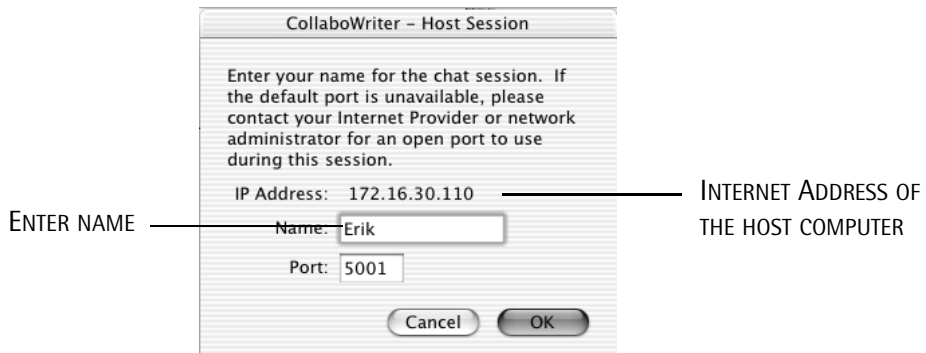 CollaboWriter – Host Session
Enter your name for the chat session. If
the default port is unavailable, please
contact your Internet Provider or network
administrator for an open port to use
during this session.
IP Address: 172.16.30.110
INTERNET ADDRESS OF
THE HOST COMPUTER
ENTER NAME
Name: Erik
Port: 5001
Cancel OK